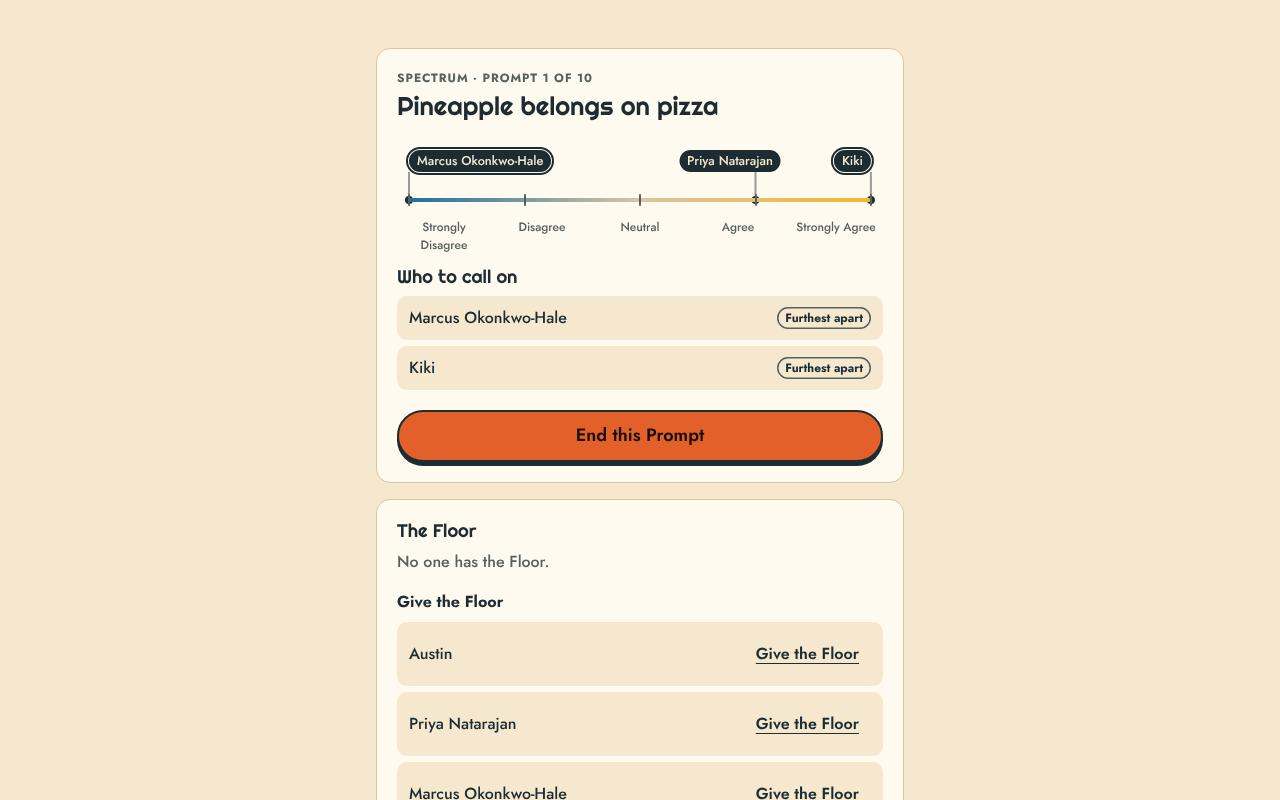 SPECTRUM · PROMPT 1 OF 10
Pineapple belongs on pizza
Marcus Okonkwo-Hale Priya Natarajan Kiki
Strongly Disagree Disagree Neutral Agree Strongly Agree
Who to call on
Marcus Okonkwo-Hale Furthest apart
Kiki Furthest apart
End this Prompt
The Floor
No one has the Floor.
Give the Floor
Austin Give the Floor
Priya Natarajan Give the Floor
Marcus Okonkwo-Hale Give the Floor